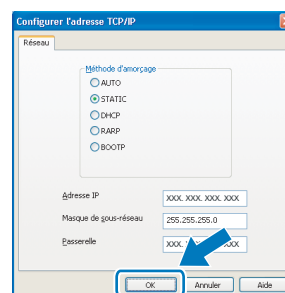 Configurer l'adresse TCP/IP
Réseau
Méthode d'amorçage
AUTO
STATIC
DHCP
RARP
BOOTP
Adresse IP XXX. XXX. XXX. XXX
Masque de sous-réseau 255.255.255.0
Passerelle XXX. XXX
OK Annuler Aide